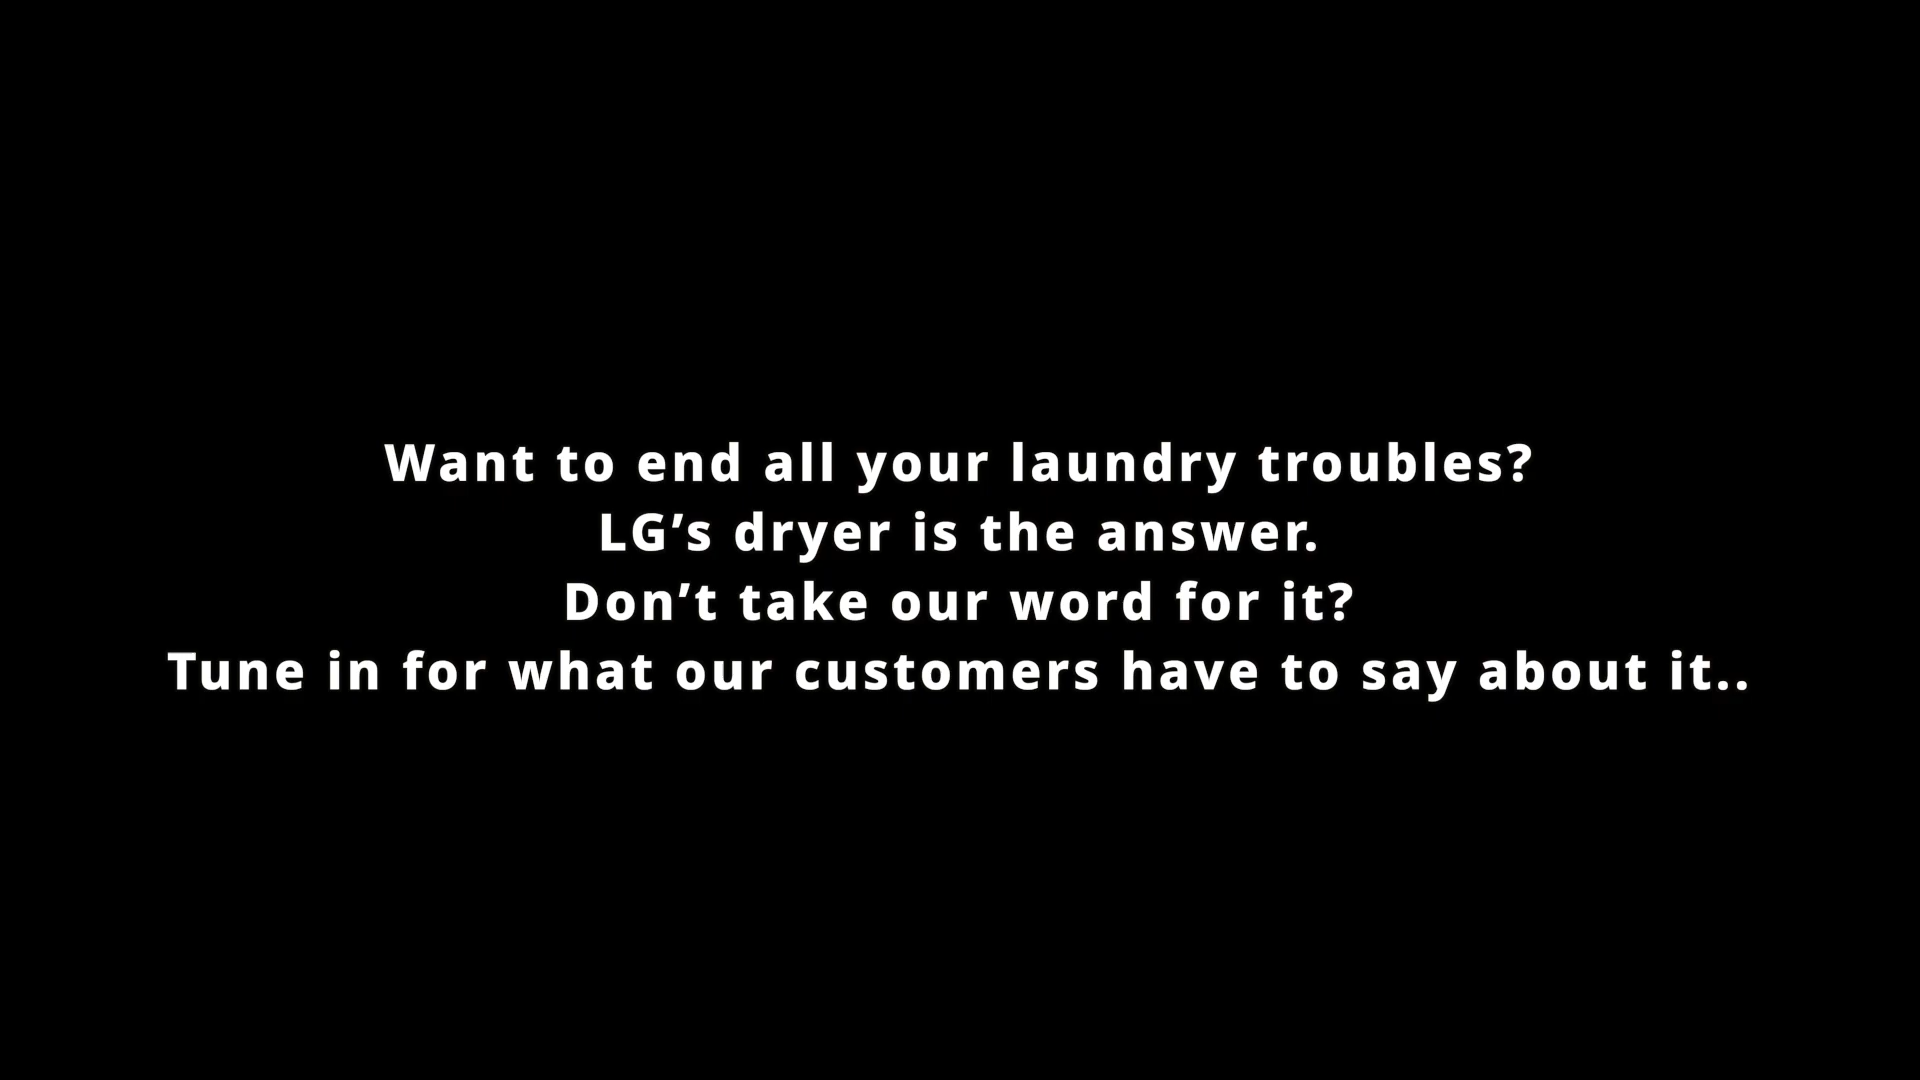 Want to end all your laundry troubles?
LG’s dryer is the answer.
Don’t take our word for it?
Tune in for what our customers have to say about it..